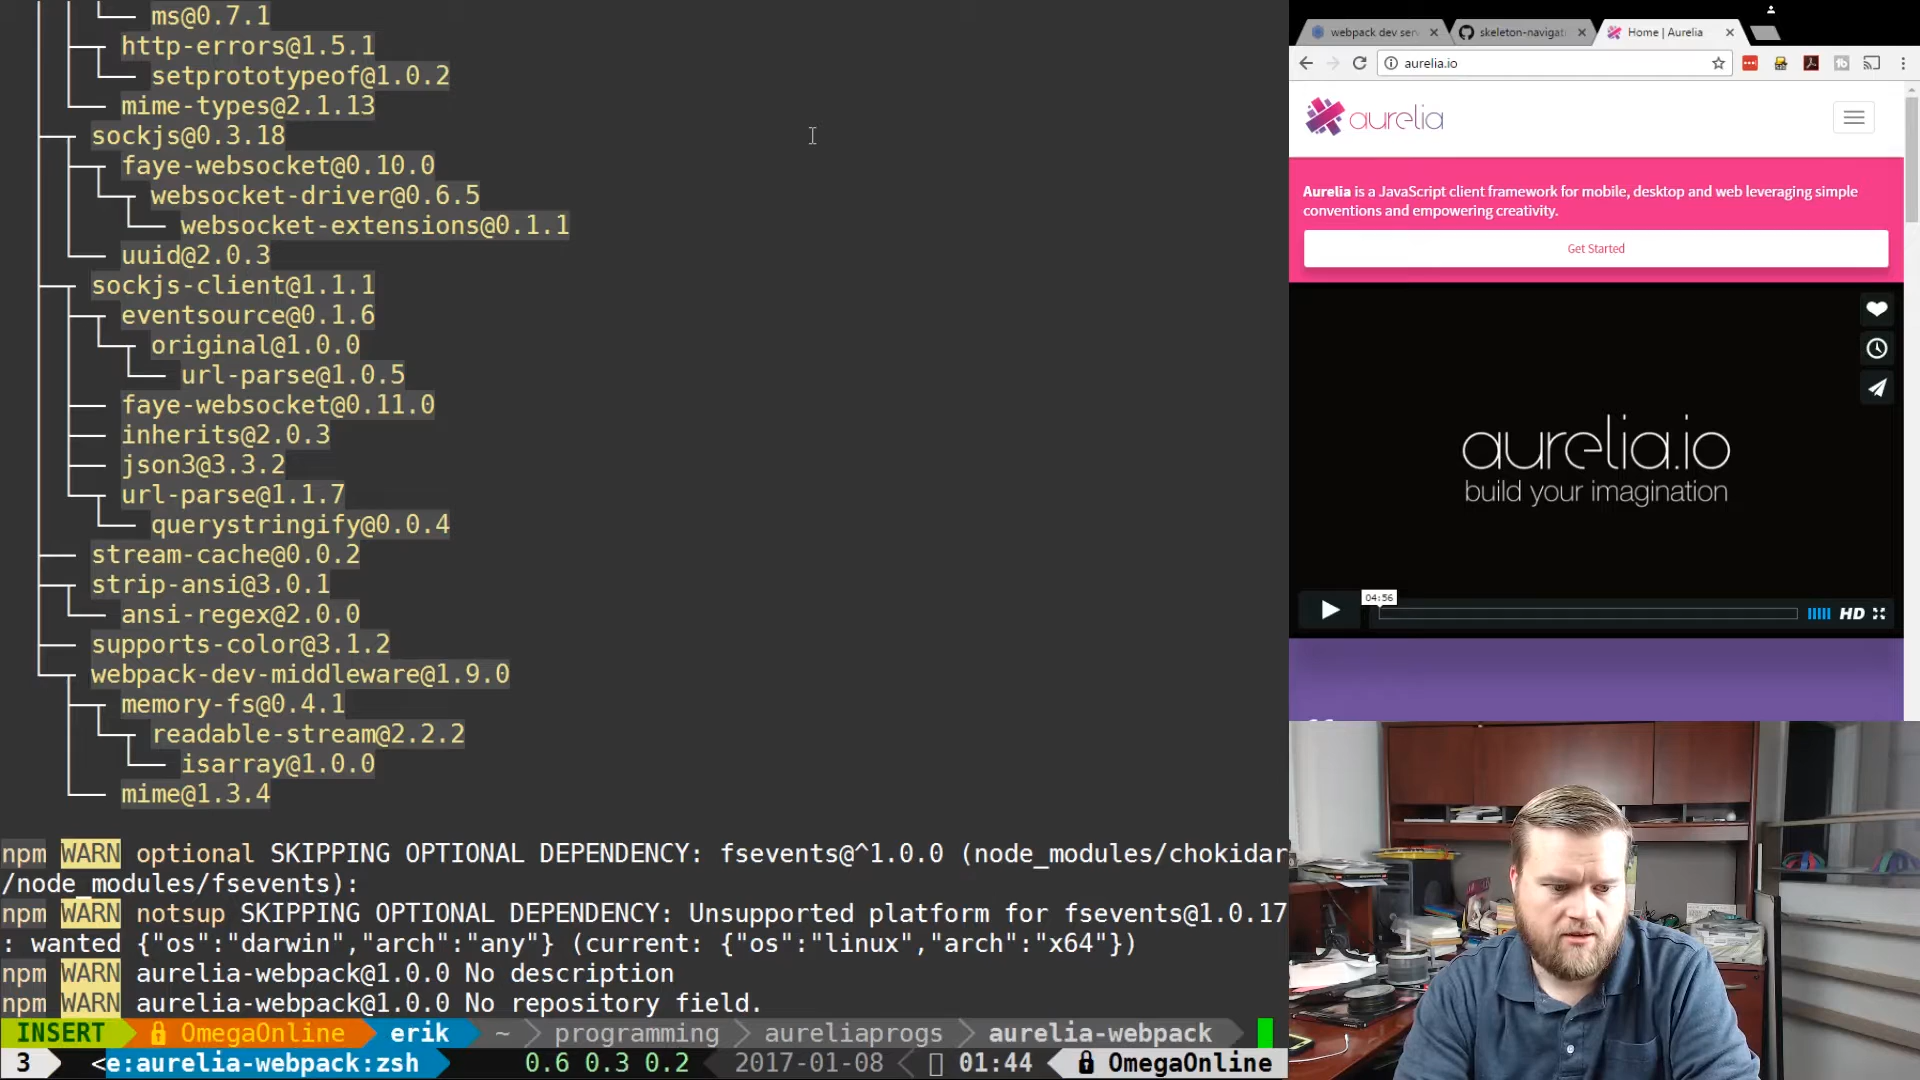 ms@0.7.1
http-errors@1.5.1
setprototypeof@1.0.2
mime-types@2.1.13
sockjs@0.3.18
faye-websocket@0.10.0
websocket-driver@0.6.5
websocket-extensions@0.1.1
uuid@2.0.3
sockjs-client@1.1.1
eventsource@0.1.6
original@1.0.0
url-parse@1.0.5
faye-websocket@0.11.0
inherits@2.0.3
json3@3.3.2
url-parse@1.1.7
querystringify@0.0.4
stream-cache@0.0.2
strip-ansi@3.0.1
ansi-regex@2.0.0
supports-color@3.1.2
webpack-dev-middleware@1.9.0
memory-fs@0.4.1
readable-stream@2.2.2
isarray@1.0.0
mime@1.3.4
npm WARN optional SKIPPING OPTIONAL DEPENDENCY: fsevents@^1.0.0 (node_modules/chokidar
/node_modules/fsevents):
npm WARN notsup SKIPPING OPTIONAL DEPENDENCY: Unsupported platform for fsevents@1.0.17
: wanted {"os":"darwin","arch":"any"} (current: {"os":"linux","arch":"x64"})
npm WARN aurelia-webpack@1.0.0 No description
npm WARN aurelia-webpack@1.0.0 No repository field.
INSERT OmegaOnline erik ~ programming aureliaprogs aurelia-webpack
3 <e:aurelia-webpack:zsh 0.6 0.3 0.2 2017-01-08 < 01:44 OmegaOnline
webpack dev ser skeleton-navigat Home | Aurelia
aurelia.io
aurelia
Aurelia is a JavaScript client framework for mobile, desktop and web leveraging simple
conventions and empowering creativity.
Get Started
aurelia.io
build your imagination
04:56
HD